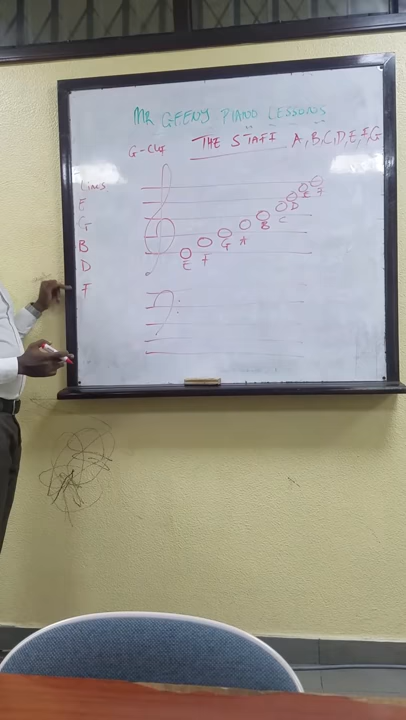 MR GFENY PIANO LESSONS
G-Clef THE STAFF A,B,C,D,E,F,G
Lines
E
G
B
D
F
E F G A B C D E F